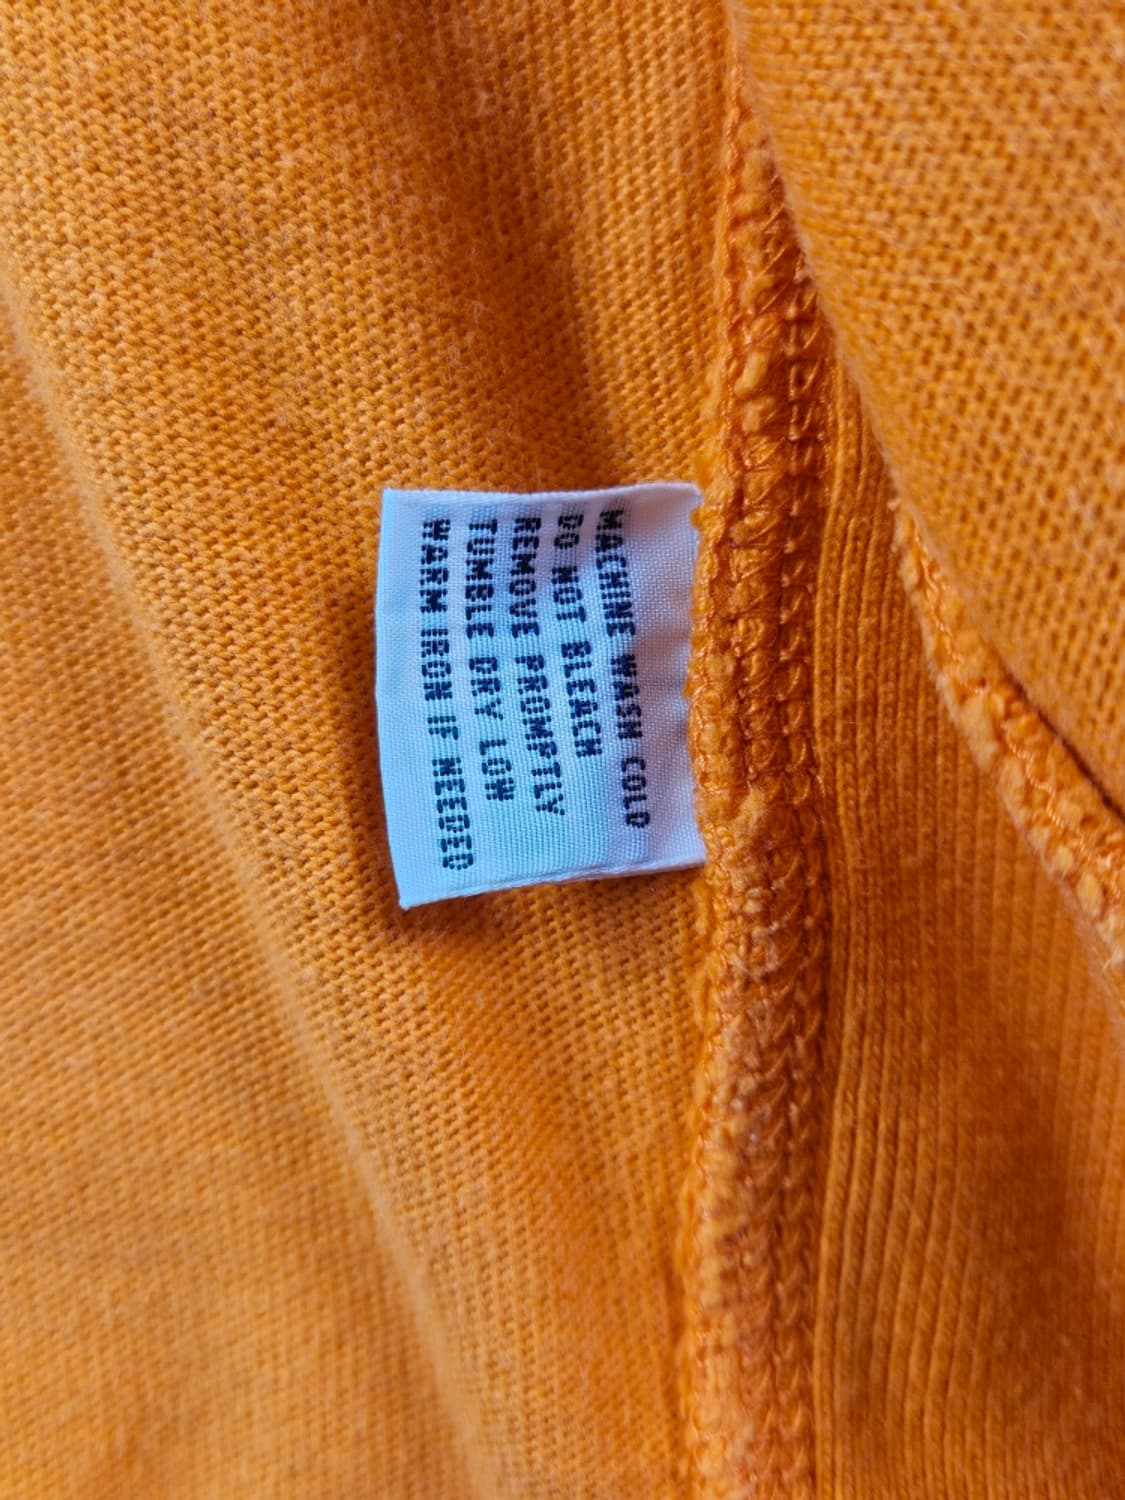 MACHINE WASH COLD
DO NOT BLEACH
REMOVE PROMPTLY
TUMBLE DRY LOW
WARM IRON IF NEEDED